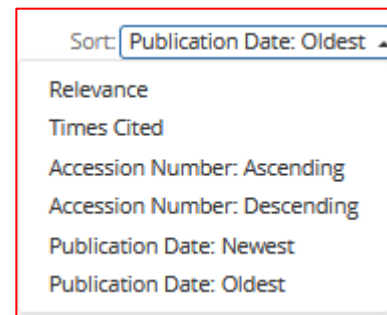 Sort: Publication Date: Oldest
Relevance
Times Cited
Accession Number: Ascending
Accession Number: Descending
Publication Date: Newest
Publication Date: Oldest